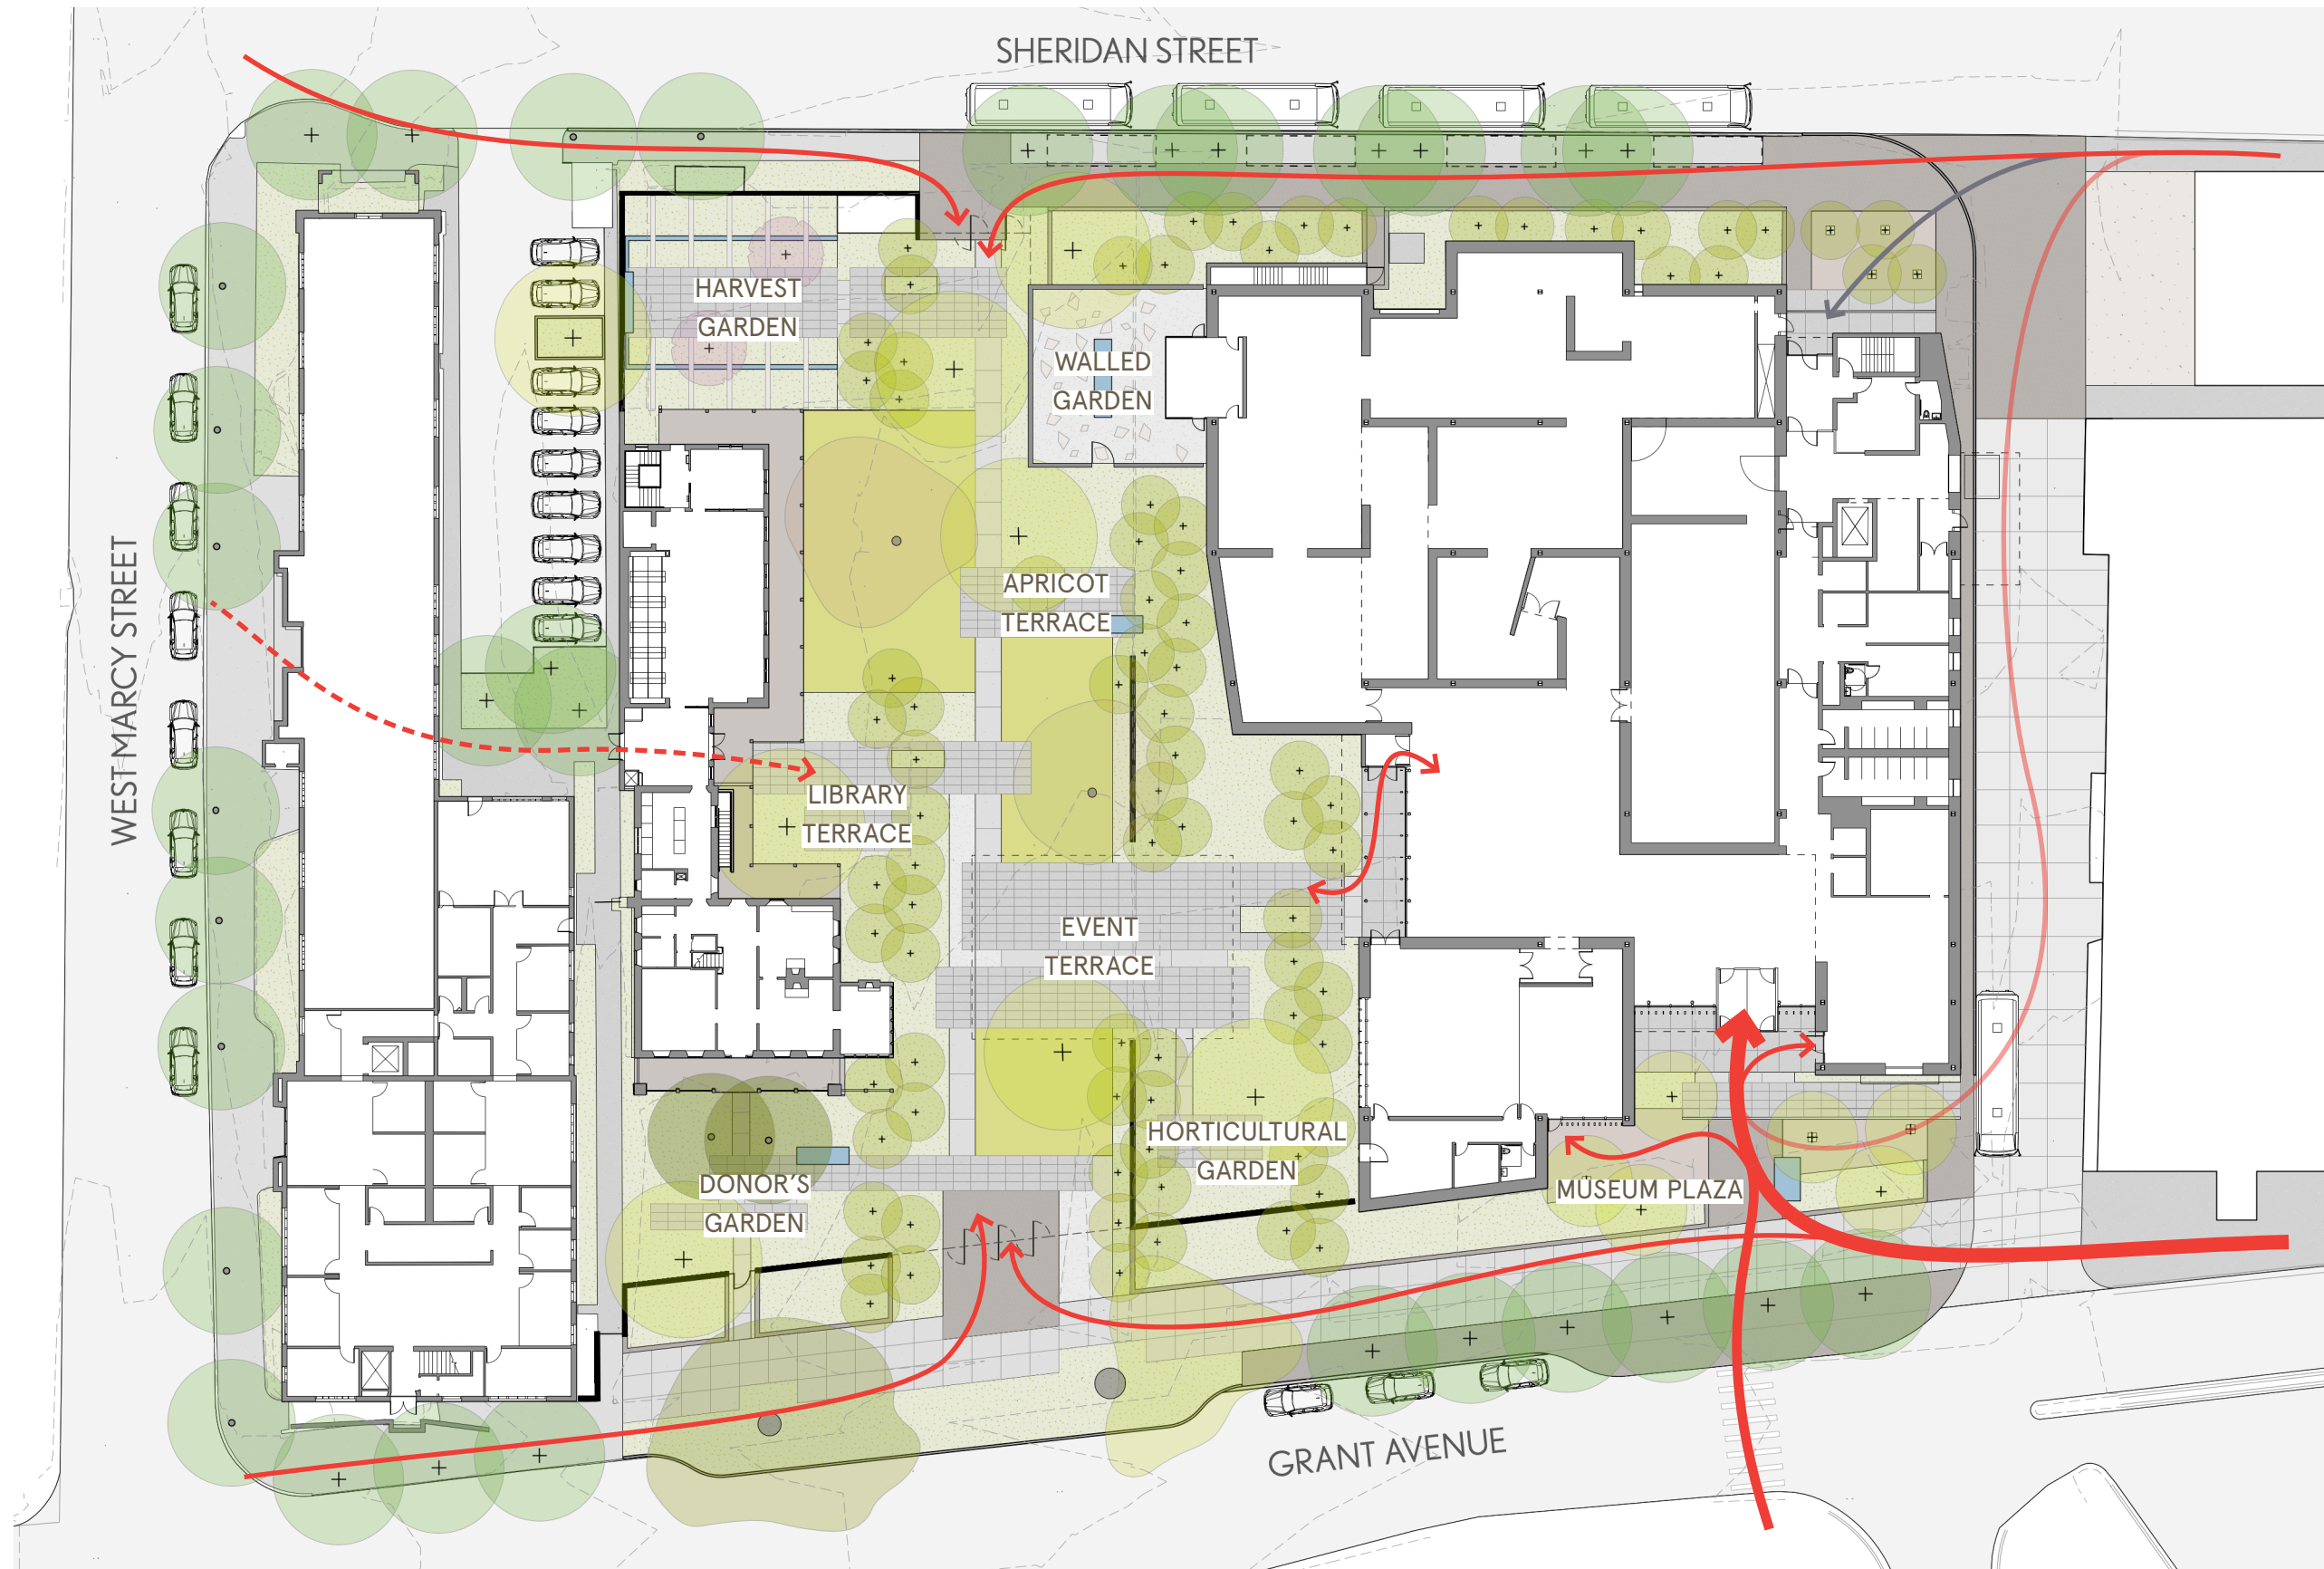 SHERIDAN STREET
HARVEST
GARDEN
WALLED
GARDEN
WEST MARCY STREET
APRICOT
TERRACE
LIBRARY
TERRACE
EVENT
TERRACE
HORTICULTURAL
GARDEN
DONOR'S
GARDEN
MUSEUM PLAZA
GRANT AVENUE